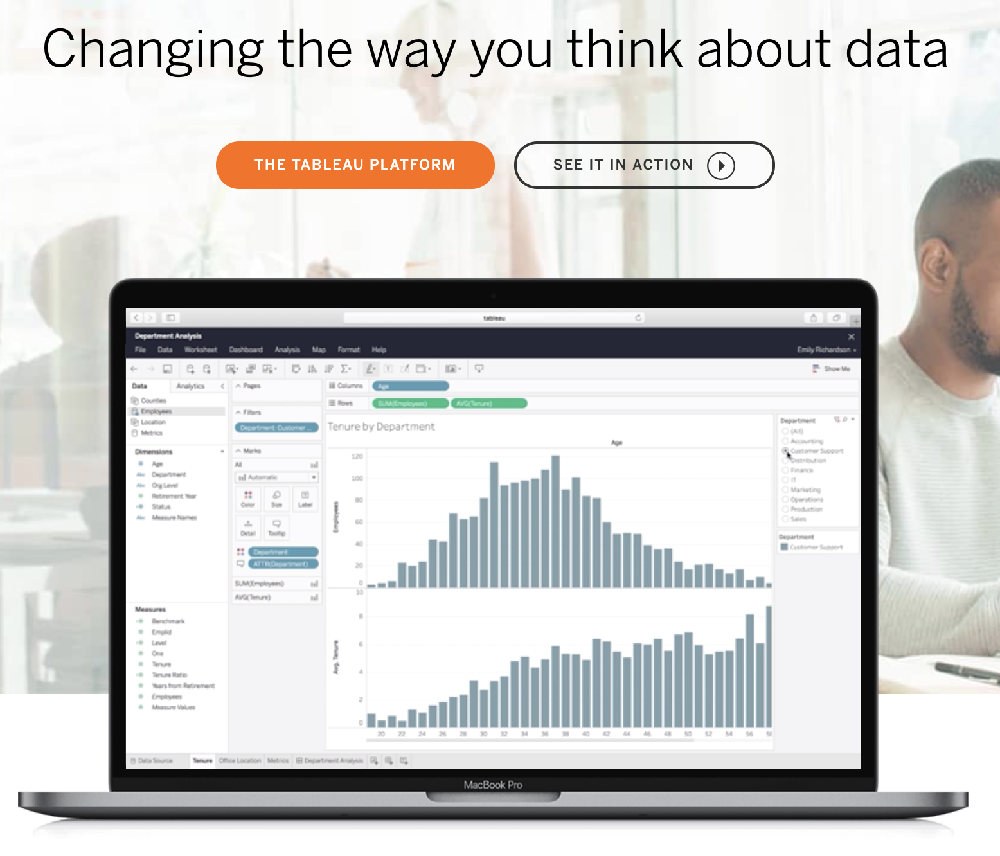 Changing the way you think about data
THE TABLEAU PLATFORM
SEE IT IN ACTION
tableau
Department Analysis
File Data Worksheet Dashboard Analysis Map Format Help
Emily Richardson
Show Me
Data Analytics
Counties
Employees
Location
Metrics
Dimensions
Age
Abc Department
Abc Org Level
Retirement Year
Status
Abc Measure Names
Measures
Benchmark
Emplid
Level
One
Tenure
Tenure Ratio
Years from Retirement
Employees
Measure Values
Pages
Filters
Department: Customer ...
Marks
All
Automatic
Color Size Label
Detail Tooltip
Department
ATTR(Department)
SUM(Employees)
AVG(Tenure)
Columns Age
Rows SUM(Employees) AVG(Tenure)
Tenure by Department
Age
Employees
120
100
80
60
40
20
0
Avg. Tenure
10
8
6
4
2
0
20 22 24 26 28 30 32 34 36 38 40 42 44 46 48 50 52 54 56
Department
(All)
Accounting
Customer Support
Distribution
Finance
IT
Marketing
Operations
Production
Sales
Department
Customer Support
Data Source Tenure Office Location Metrics Department Analysis
MacBook Pro